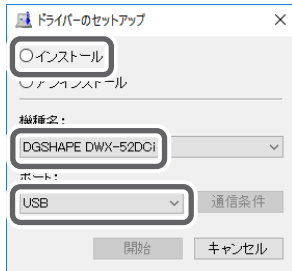 ドライバーのセットアップ
インストール
アンインストール
機種名:
DGSHAPE DWX-52DCi
ポート:
USB
通信条件
開始
キャンセル